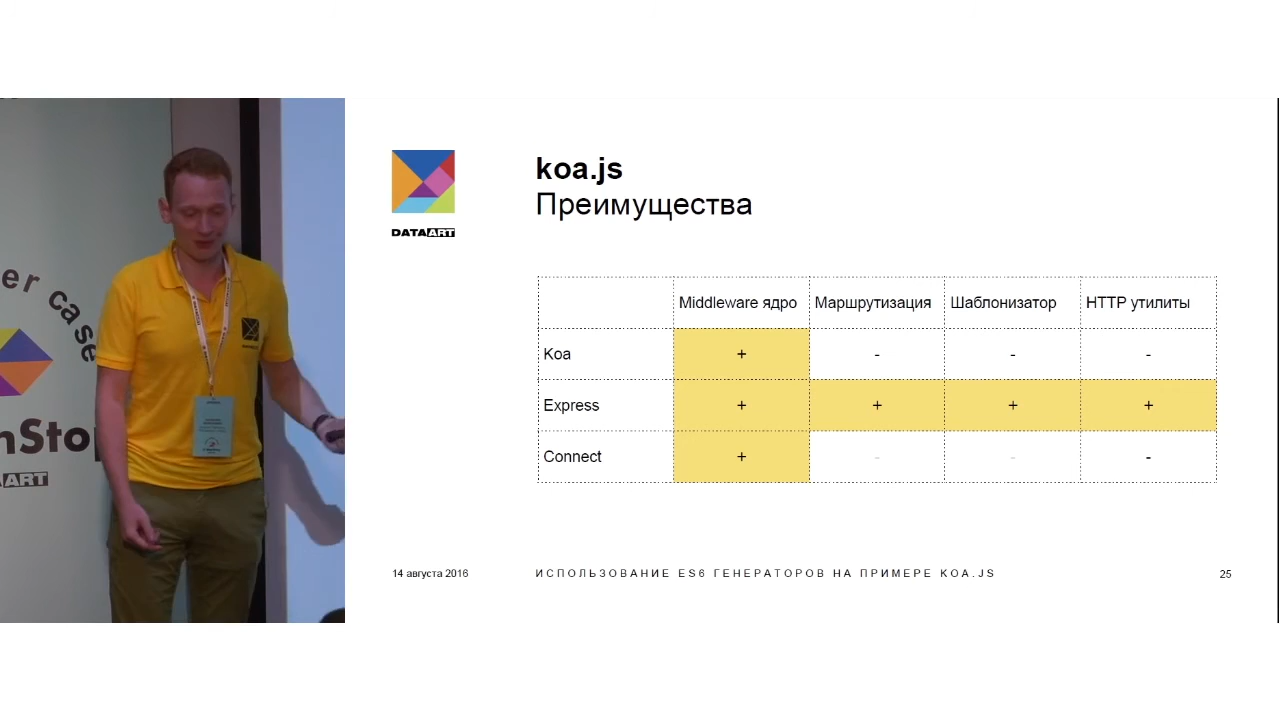 er case
nSto
ART
DATAART
koa.js
Преимущества
Middleware ядро Маршрутизация Шаблонизатор HTTP утилиты
Koa + - - -
Express + + + +
Connect + - - -
14 августа 2016 ИСПОЛЬЗОВАНИЕ ES6 ГЕНЕРАТОРОВ НА ПРИМЕРЕ KOA.JS 25